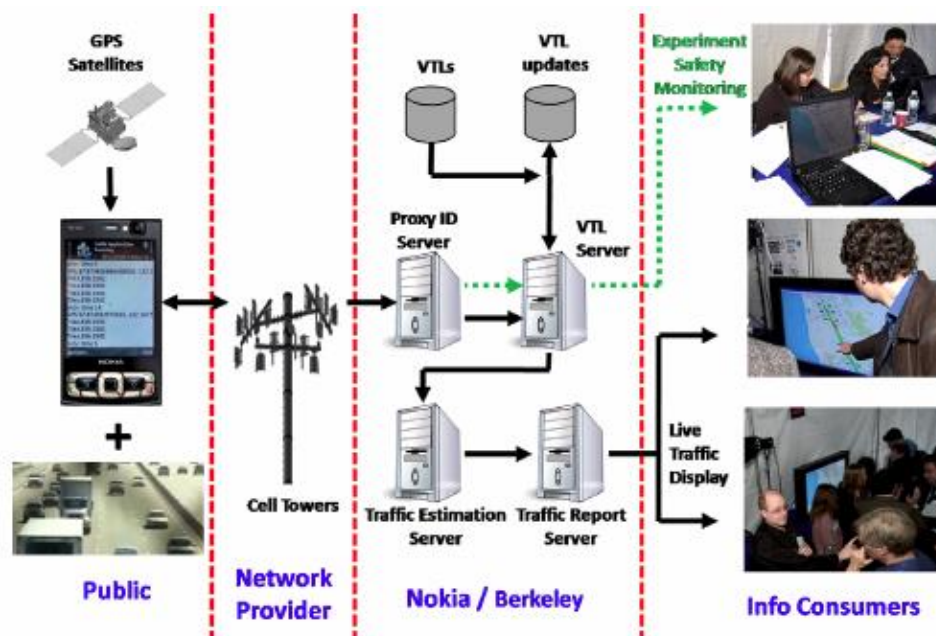 GPS
Satellites
VTLs
VTL
updates
Experiment
Safety
Monitoring
Proxy ID
Server
VTL
Server
NOKIA
Cell Towers
Traffic Estimation
Server
Traffic Report
Server
Live
Traffic
Display
+
Public
Network
Provider
Nokia / Berkeley
Info Consumers